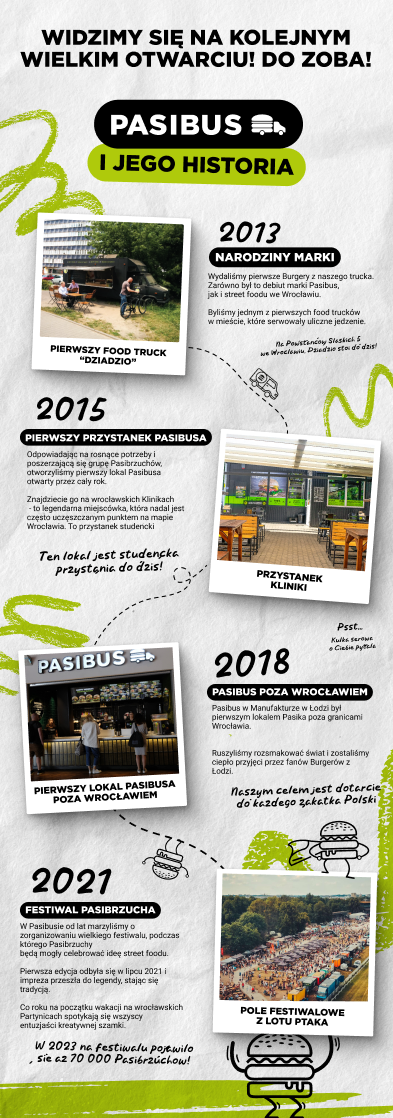 WIDZIMY SIĘ NA KOLEJNYM
WIELKIM OTWARCIU! DO ZOBA!
PASIBUS
I JEGO HISTORIA
2013
NARODZINY MARKI
Wydaliśmy pierwsze Burgery z naszego trucka.
Zarówno był to debiut marki Pasibus,
jak i street foodu we Wrocławiu.
Byliśmy jednym z pierwszych food trucków
w mieście, które serwowały uliczne jedzenie.
Na Powstańców Śląskich 5
we Wrocławiu, Dziadzio stoi do dziś!
PIERWSZY FOOD TRUCK
"DZIADZIO"
2015
PIERWSZY PRZYSTANEK PASIBUSA
Odpowiadając na rosnące potrzeby i
poszerzającą się grupę Pasibrzuchów,
otworzyliśmy pierwszy lokal Pasibusa
otwarty przez cały rok.
Znajdziecie go na wrocławskich Klinikach
- to legendarna miejscówka, która nadal jest
często uczęszczanym punktem na mapie
Wrocławia. To przystanek studencki
Ten lokal jest studencką
przystanią do dziś!
PRZYSTANEK
KLINIKI
Psst...
Kulka serowa
o Ciebie pytała
PASIBUS
PIERWSZY LOKAL PASIBUSA
POZA WROCŁAWIEM
2018
PASIBUS POZA WROCŁAWIEM
Pasibus w Manufakturze w Łodzi był
pierwszym lokalem Pasika poza granicami
Wrocławia.
Ruszyliśmy rozsmakować świat i zostaliśmy
ciepło przyjęci przez fanów Burgerów z
Łodzi.
Naszym celem jest dotarcie
do każdego zakątka Polski
2021
FESTIWAL PASIBRZUCHA
W Pasibusie od lat marzyliśmy o
zorganizowaniu wielkiego festiwalu, podczas
którego Pasibrzuchy
będą mogły celebrować ideę street foodu.
Pierwsza edycja odbyła się w lipcu 2021 i
impreza przeszła do legendy, stając się
tradycją.
Co roku na początku wakacji na wrocławskich
Partynicach spotykają się wszyscy
entuzjaści kreatywnej szamki.
W 2023 na festiwalu pojawiło
się aż 70 000 Pasibrzuchów!
POLE FESTIWALOWE
Z LOTU PTAKA